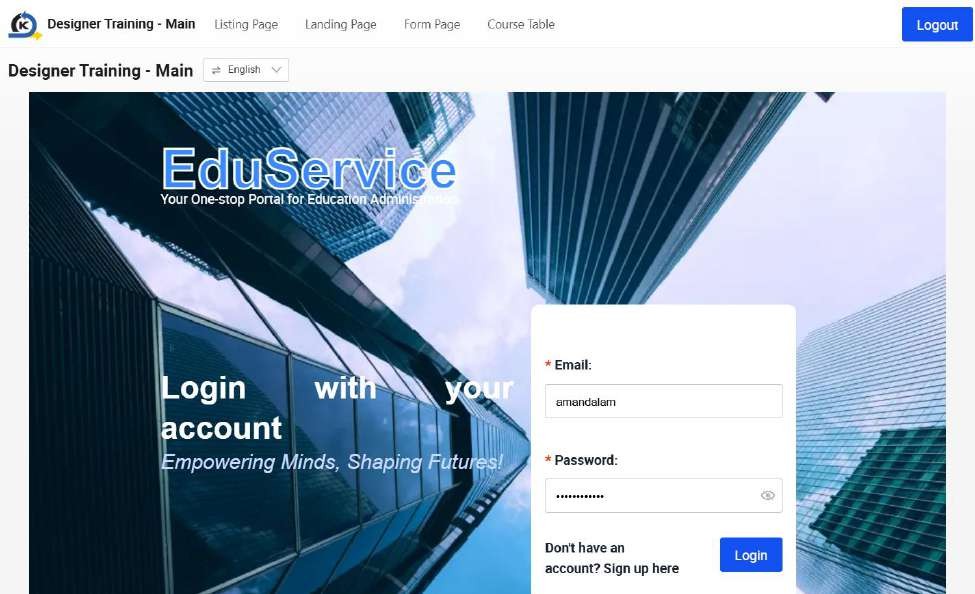 Designer Training - Main
Listing Page
Landing Page
Form Page
Course Table
Logout
Designer Training - Main
English
EduService
Your One-stop Portal for Education Administration
Login with your
account
Empowering Minds, Shaping Futures!
* Email:
amandalam
* Password:
••••••••••••
Don't have an
account? Sign up here
Login